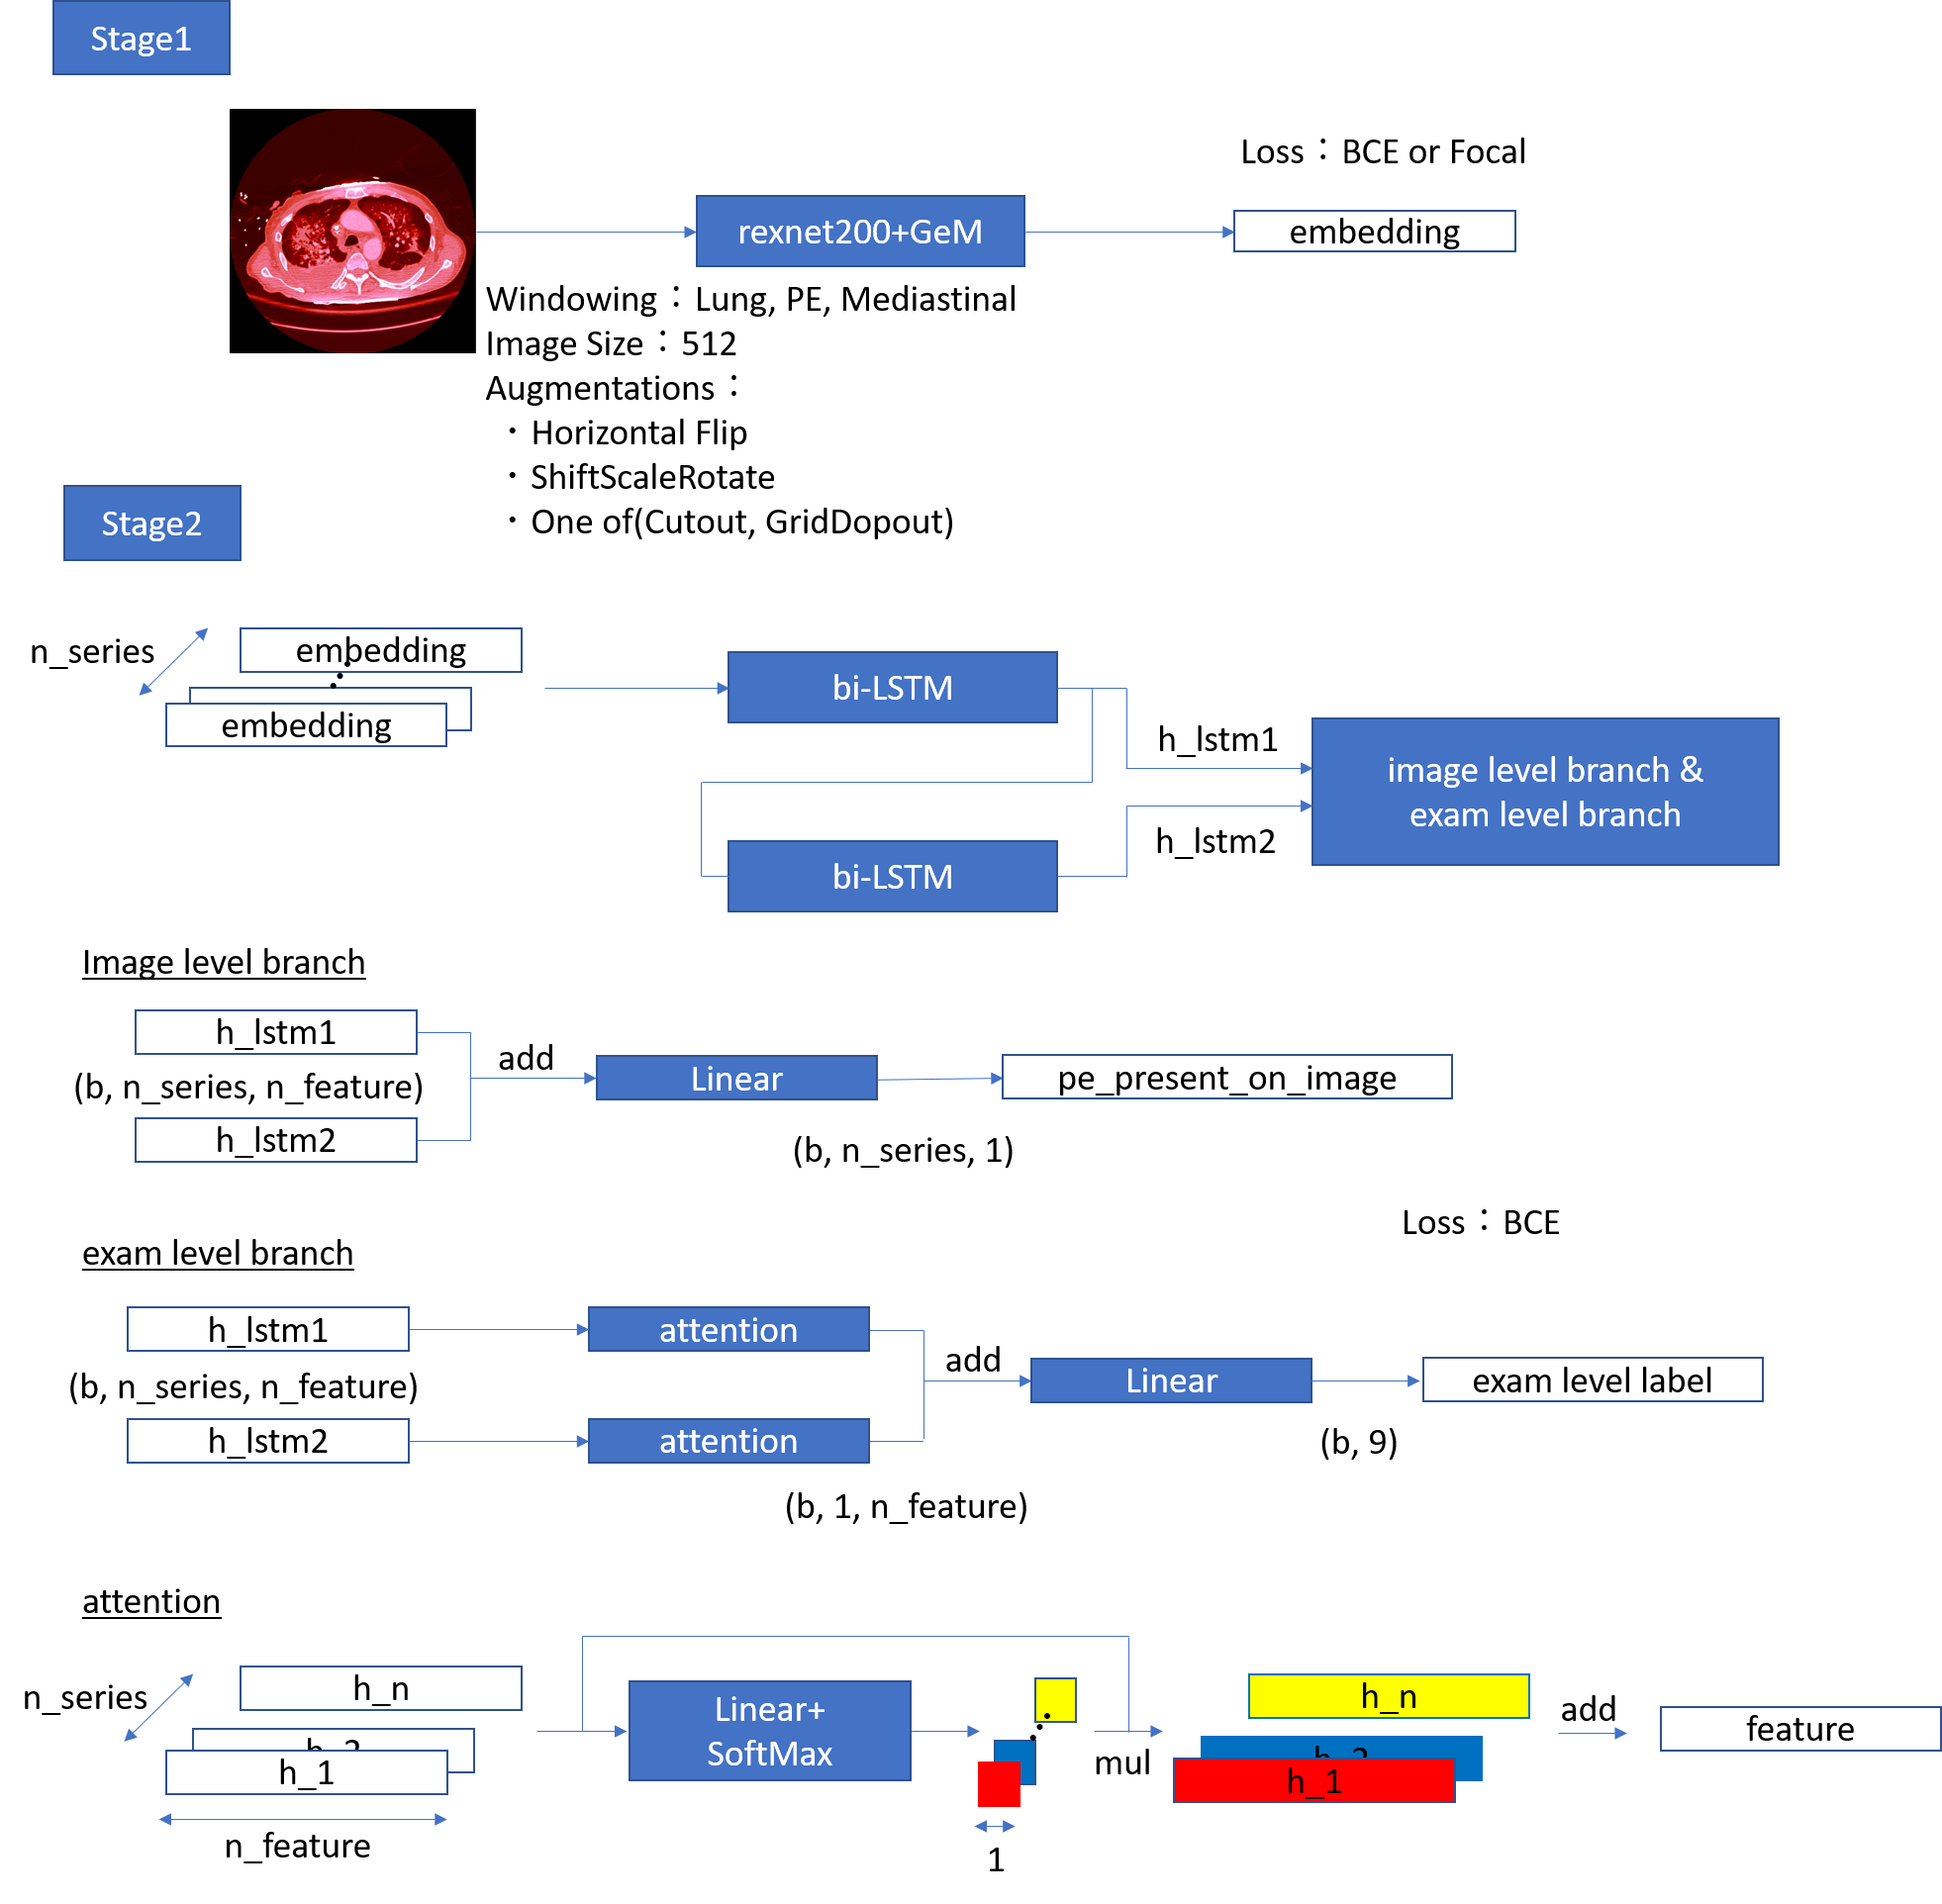 Stage1
Loss：BCE or Focal
rexnet200+GeM
embedding
Windowing：Lung, PE, Mediastinal
Image Size：512
Augmentations：
・Horizontal Flip
・ShiftScaleRotate
・One of(Cutout, GridDopout)
Stage2
n_series
embedding
embedding
bi-LSTM
h_lstm1
image level branch &
exam level branch
h_lstm2
bi-LSTM
Image level branch
h_lstm1
(b, n_series, n_feature)
h_lstm2
add
Linear
pe_present_on_image
(b, n_series, 1)
Loss：BCE
exam level branch
h_lstm1
(b, n_series, n_feature)
h_lstm2
attention
attention
add
Linear
exam level label
(b, 9)
(b, 1, n_feature)
attention
n_series
h_n
h_1
n_feature
Linear+
SoftMax
1
mul
h_n
h_1
add
feature